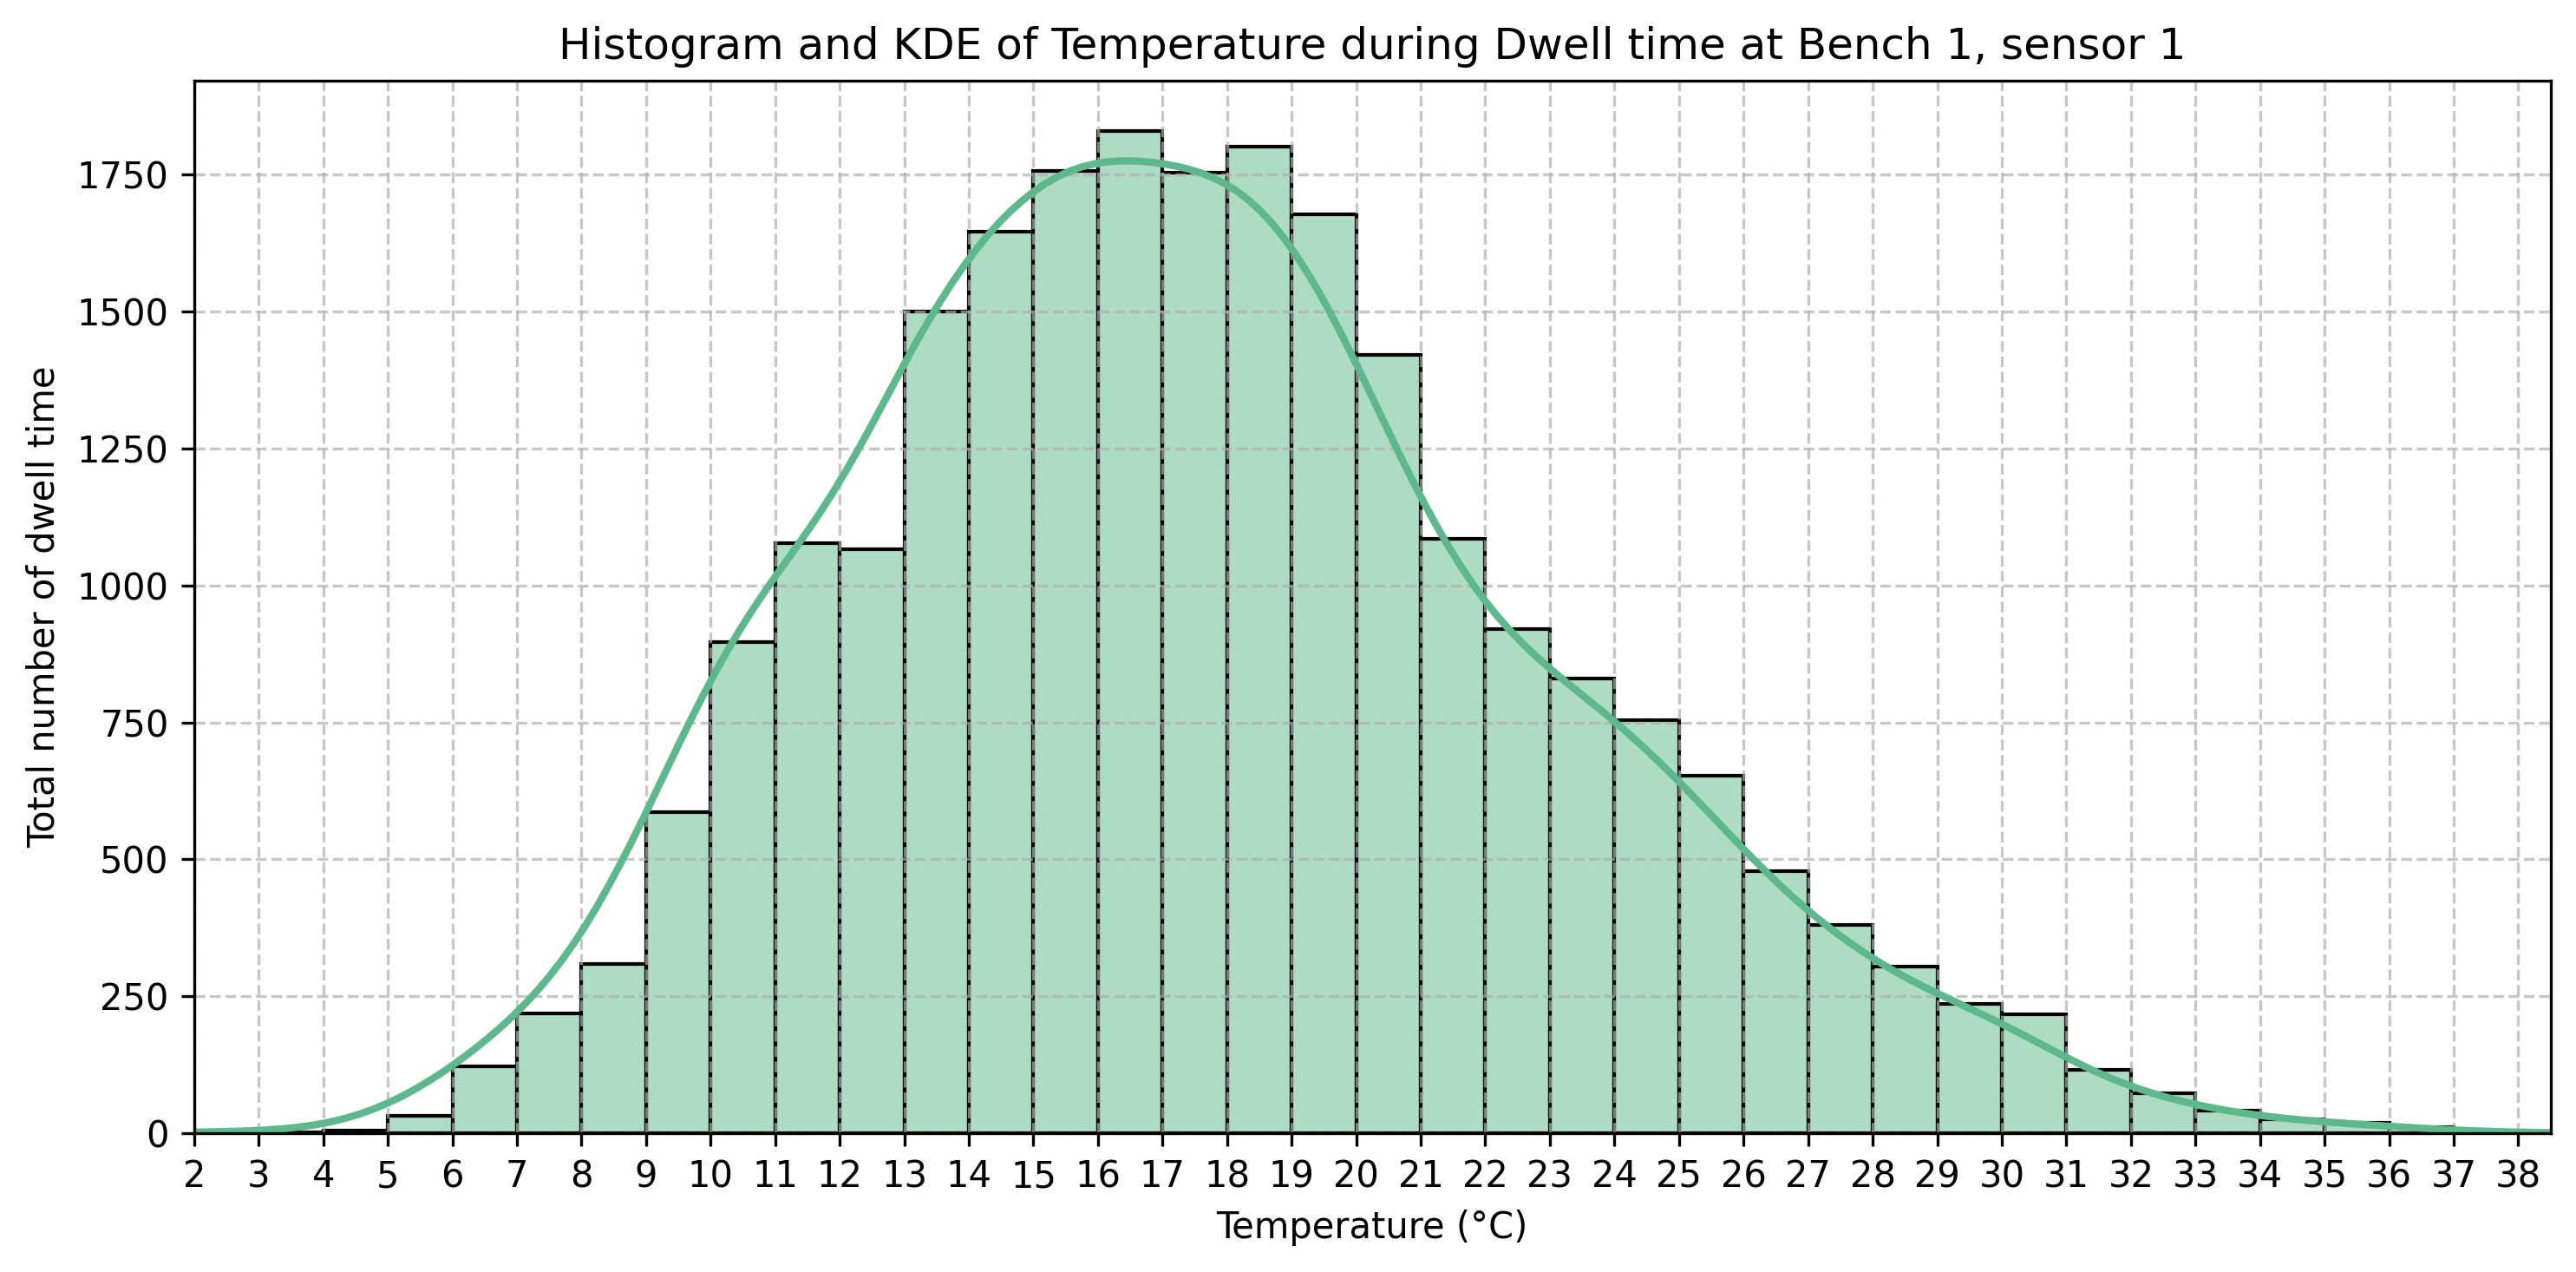 Histogram and KDE of Temperature during Dwell time at Bench 1, sensor 1
Total number of dwell time
1750
1500
1250
1000
750
500
250
0
2 3 4 5 6 7 8 9 10 11 12 13 14 15 16 17 18 19 20 21 22 23 24 25 26 27 28 29 30 31 32 33 34 35 36 37 38
Temperature (°C)